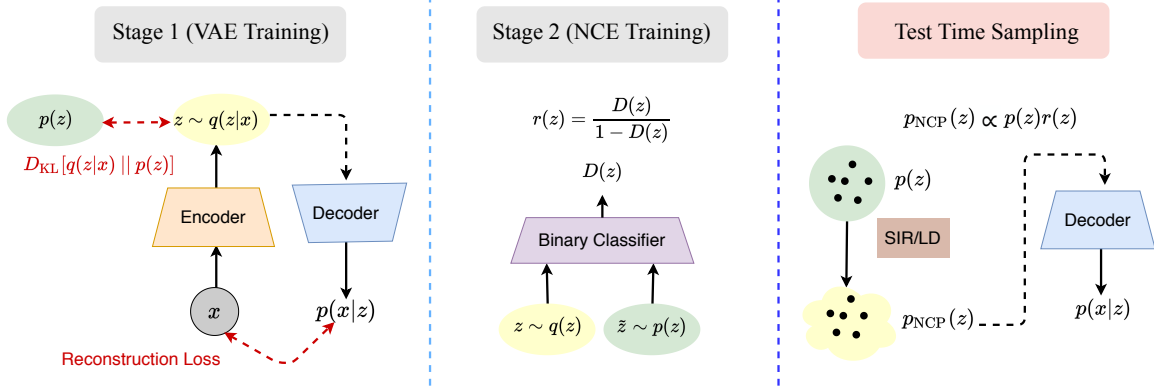 Stage 1 (VAE Training)
p(z)
z ∼ q(z|x)
D_KL[q(z|x) || p(z)]
Encoder
Decoder
x
p(x|z)
Reconstruction Loss
Stage 2 (NCE Training)
r(z) = D(z) / (1 − D(z))
D(z)
Binary Classifier
z ∼ q(z)
z̃ ∼ p(z)
Test Time Sampling
p_NCP(z) ∝ p(z)r(z)
p(z)
SIR/LD
Decoder
p_NCP(z)
p(x|z)